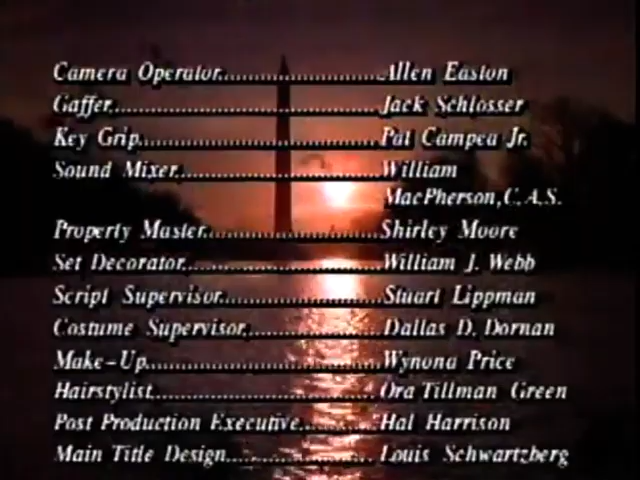 Camera Operator....................Allen Easton
Gaffer....................Jack Schlosser
Key Grip....................Pat Campea Jr.
Sound Mixer....................William
MacPherson,C.A.S.
Property Master....................Shirley Moore
Set Decorator....................William J. Webb
Script Supervisor....................Stuart Lippman
Costume Supervisor....................Dallas D. Dornan
Make-Up....................Wynona Price
Hairstylist....................Ora Tillman Green
Post Production Executive..........Hal Harrison
Main Title Design....................Louis Schwartzberg